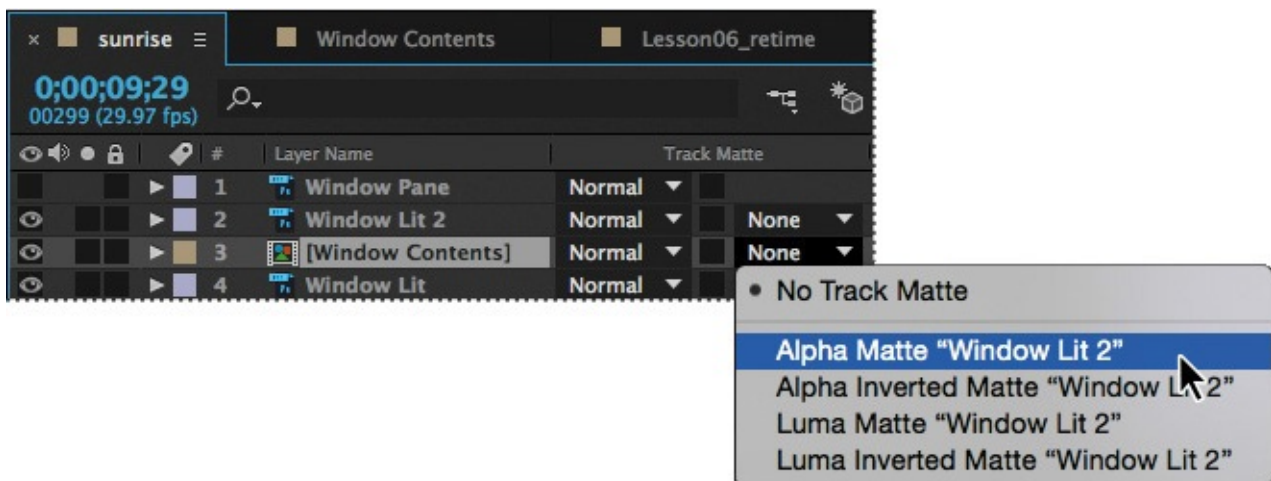 × sunrise ≡ Window Contents Lesson06_retime
0;00;09;29
00299 (29.97 fps)
# Layer Name Track Matte
1 Window Pane Normal
2 Window Lit 2 Normal None
3 [Window Contents] Normal None
4 Window Lit Normal
• No Track Matte
Alpha Matte “Window Lit 2”
Alpha Inverted Matte “Window Lit 2”
Luma Matte “Window Lit 2”
Luma Inverted Matte “Window Lit 2”